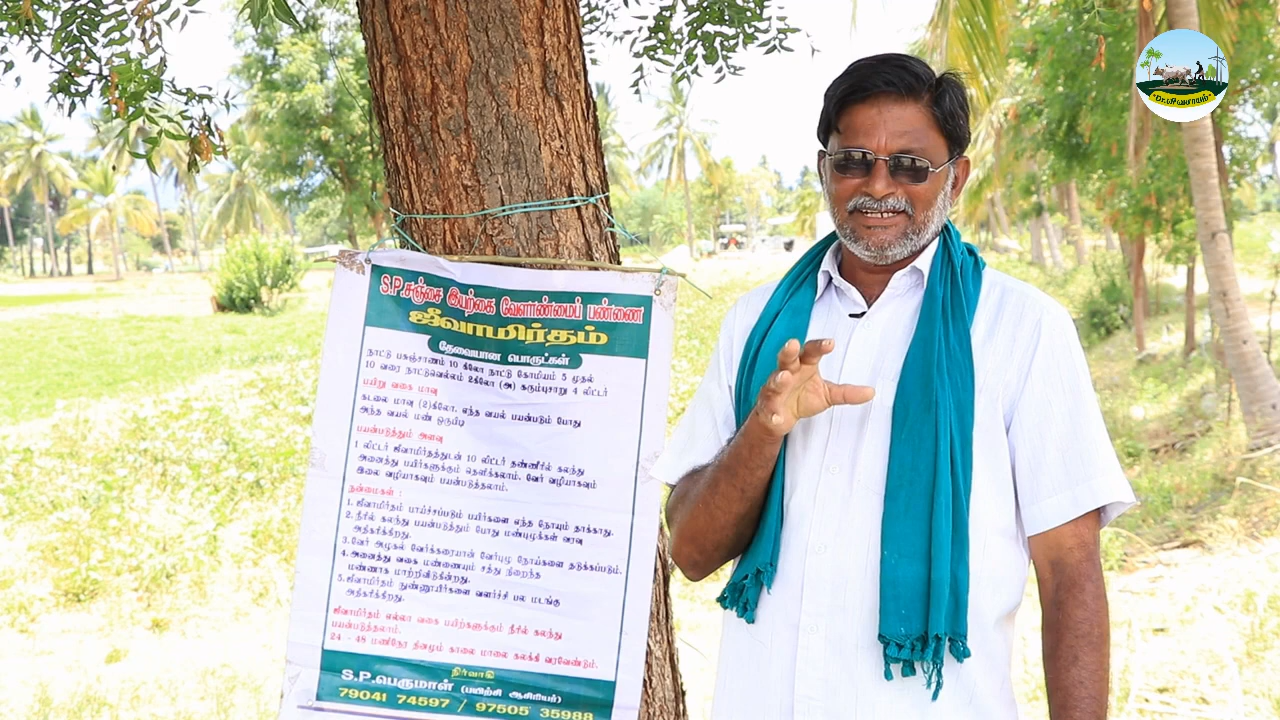 S.P.சஞ்சை இயற்கை வேளாண்மைப் பண்ணை
ஜீவாமிர்தம்
தேவையான பொருட்கள்
நாட்டு பசுஞ்சாணம் 10 கிலோ நாட்டு கோமியம் 5 முதல்
10 வரை நாட்டுவெல்லம் 2கிலோ (அ) கரும்புசாறு 4 லிட்டர்
பயிறு வகை மாவு
கடலை மாவு (2)கிலோ. எந்த வயல் பயன்படும் போது
அந்த வயல் மண் ஒருபிடி
பயன்படுத்தும் அளவு
1 லிட்டர் ஜீவாமிர்தத்துடன் 10 லிட்டர் தண்ணீரில் கலந்து
அனைத்து பயிர்களுக்கும் தெளிக்கலாம். வேர் வழியாகவும்
இலை வழியாகவும் பயன்படுத்தலாம்.
நன்மைகள் :
1. ஜீவாமிர்தம் பாய்ச்சப்படும் பயிர்களை எந்த நோயும் தாக்காது.
2. நீரில் கலந்து பயன்படுத்தும் போது மண்புழுக்கள் வரவு
அதிகரிக்கிறது.
3. வேர் அழுகல் வேர்க்கரையான் வேர்புழு நோய்களை தடுக்கப்படும்.
4. அனைத்து வகை மண்ணையும் சத்து நிறைந்த
மண்ணாக மாற்றிவிடுகின்றது.
5. ஜீவாமிர்தம் நுண்ணுயிர்களை வளர்ச்சி பல மடங்கு
அதிகரிக்கிறது.
ஜீவாமிர்தம் எல்லா வகை பயிர்களுக்கும் நீரில் கலந்து
பயன்படுத்தலாம்.
24 - 48 மணிநேர தினமும் காலை மாலை கலக்கி வரவேண்டும்.
நிர்வாகி
S.P.பெருமாள் (பயிற்சி ஆசிரியர்)
79041 74597 / 97505 35988